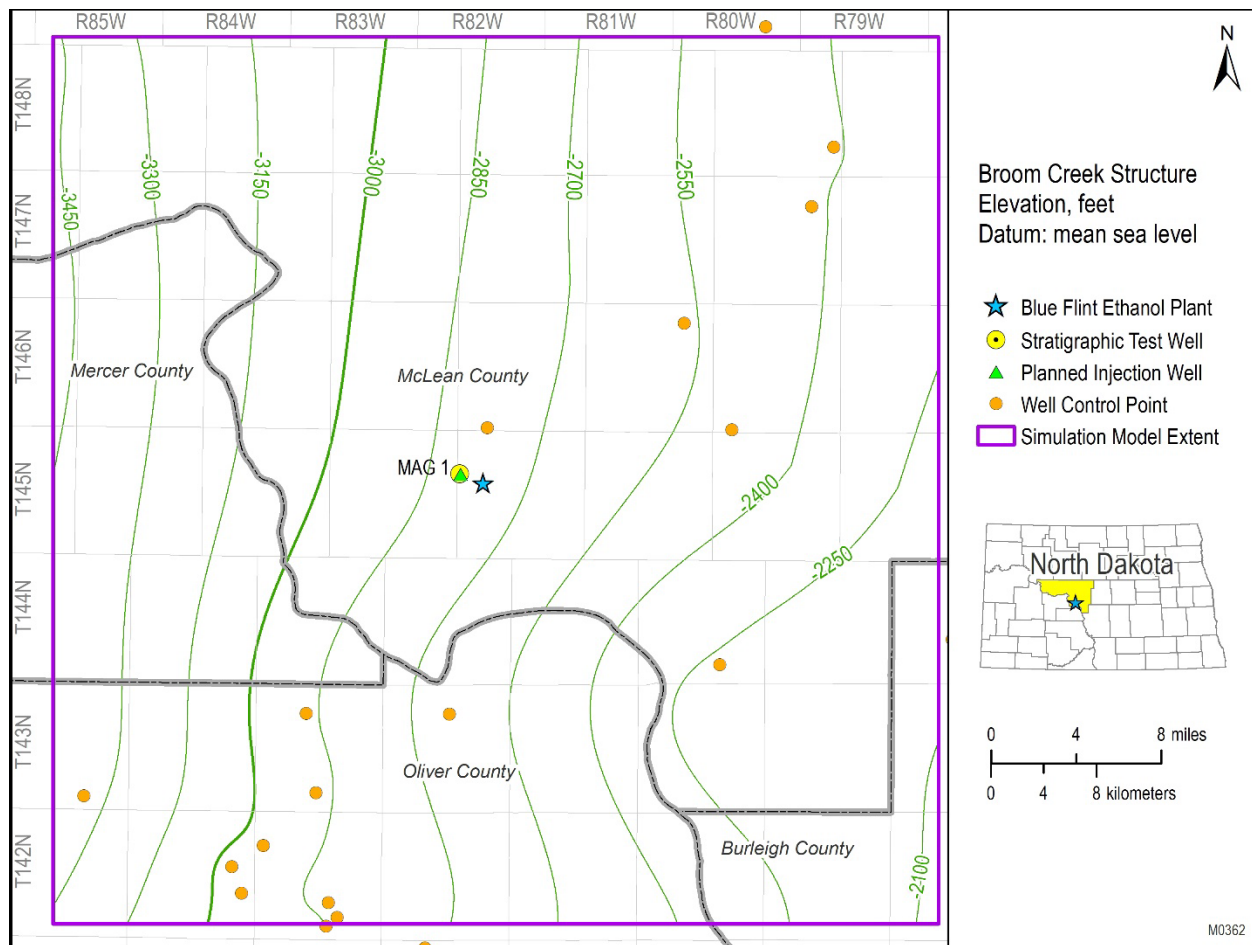 R85W R84W R83W R82W R81W R80W R79W
T148N
T147N
T146N
T145N
T144N
T143N
T142N
-3450
-3300
-3150
-3000
-2850
-2700
-2550
-2400
-2250
-2100
Mercer County
McLean County
MAG 1
Oliver County
Burleigh County
N
Broom Creek Structure
Elevation, feet
Datum: mean sea level
Blue Flint Ethanol Plant
Stratigraphic Test Well
Planned Injection Well
Well Control Point
Simulation Model Extent
North Dakota
0 4 8 miles
0 4 8 kilometers
M0362